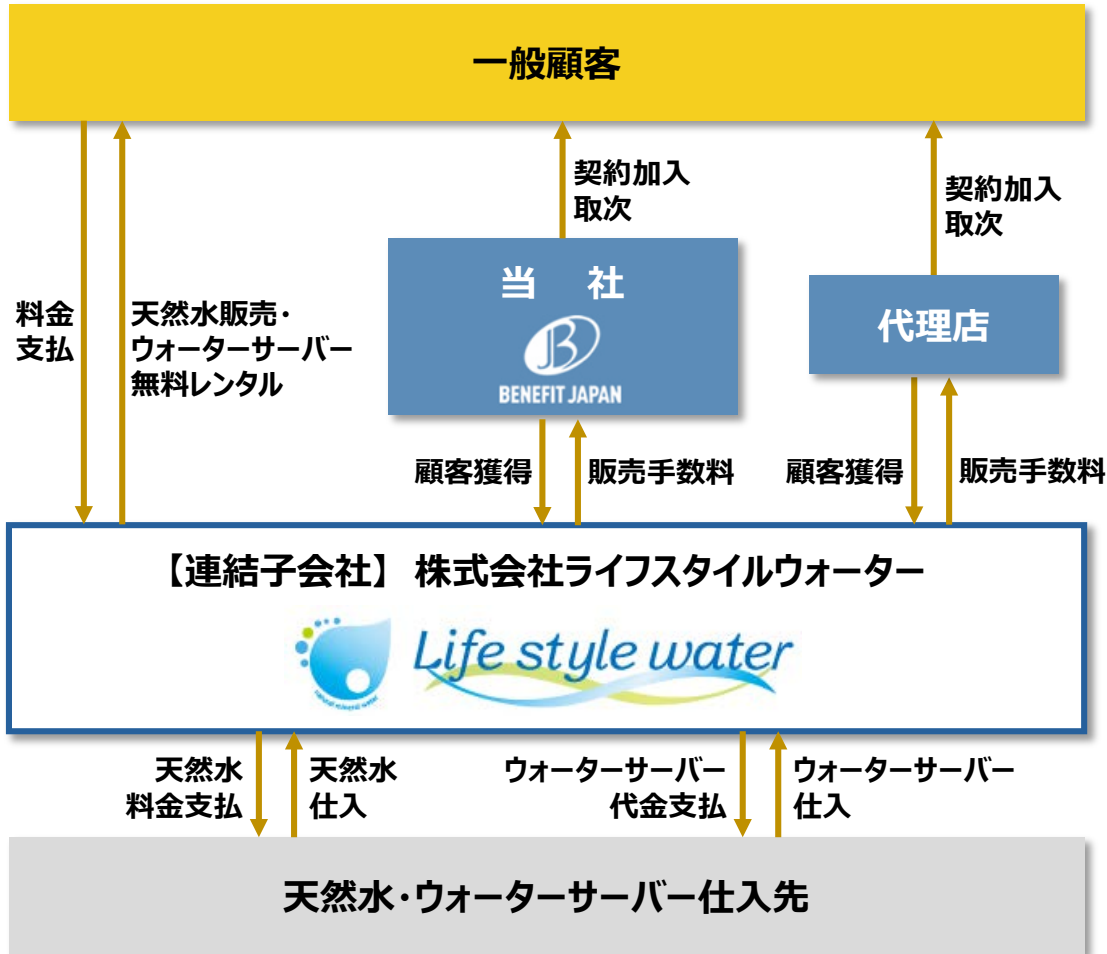 一般顧客
契約加入
取次
契約加入
取次
当 社
B
BENEFIT JAPAN
代理店
料金
支払
天然水販売・
ウォーターサーバー
無料レンタル
顧客獲得
販売手数料
顧客獲得
販売手数料
【連結子会社】 株式会社ライフスタイルウォーター
natural mineral water
Life style water
天然水
料金支払
天然水
仕入
ウォーターサーバー
代金支払
ウォーターサーバー
仕入
天然水・ウォーターサーバー仕入先